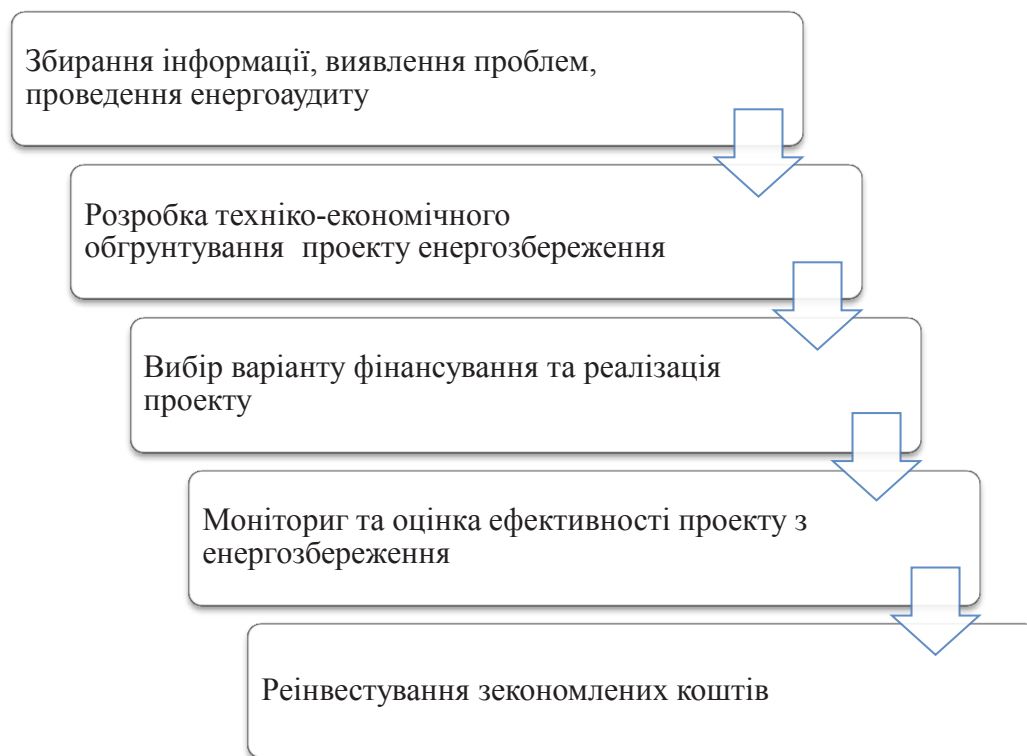 Збирання інформації, виявлення проблем,
проведення енергоаудиту
Розробка техніко-економічного
обгрунтування проекту енергозбереження
Вибір варіанту фінансування та реалізація
проекту
Моніториг та оцінка ефективності проекту з
енергозбереження
Реінвестування зекономлених коштів